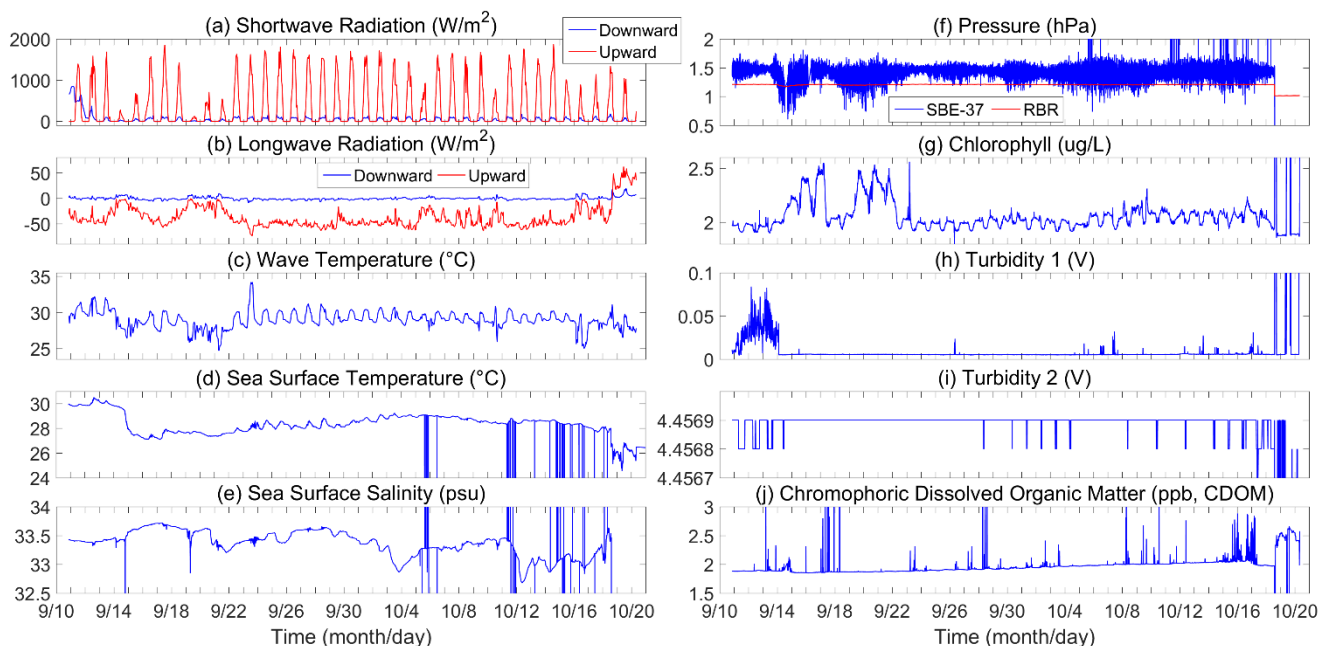 (a) Shortwave Radiation (W/m²)
Downward
Upward
2000
1000
0
(b) Longwave Radiation (W/m²)
Downward Upward
50
0
-50
(c) Wave Temperature (°C)
35
30
25
(d) Sea Surface Temperature (°C)
30
28
26
24
(e) Sea Surface Salinity (psu)
34
33.5
33
32.5
9/10 9/14 9/18 9/22 9/26 9/30 10/4 10/8 10/12 10/16 10/20
Time (month/day)
(f) Pressure (hPa)
2
1.5
1
0.5
SBE-37 RBR
(g) Chlorophyll (ug/L)
2.5
2
(h) Turbidity 1 (V)
0.1
0.05
0
(i) Turbidity 2 (V)
4.4569
4.4568
4.4567
(j) Chromophoric Dissolved Organic Matter (ppb, CDOM)
3
2.5
2
1.5
9/10 9/14 9/18 9/22 9/26 9/30 10/4 10/8 10/12 10/16 10/20
Time (month/day)